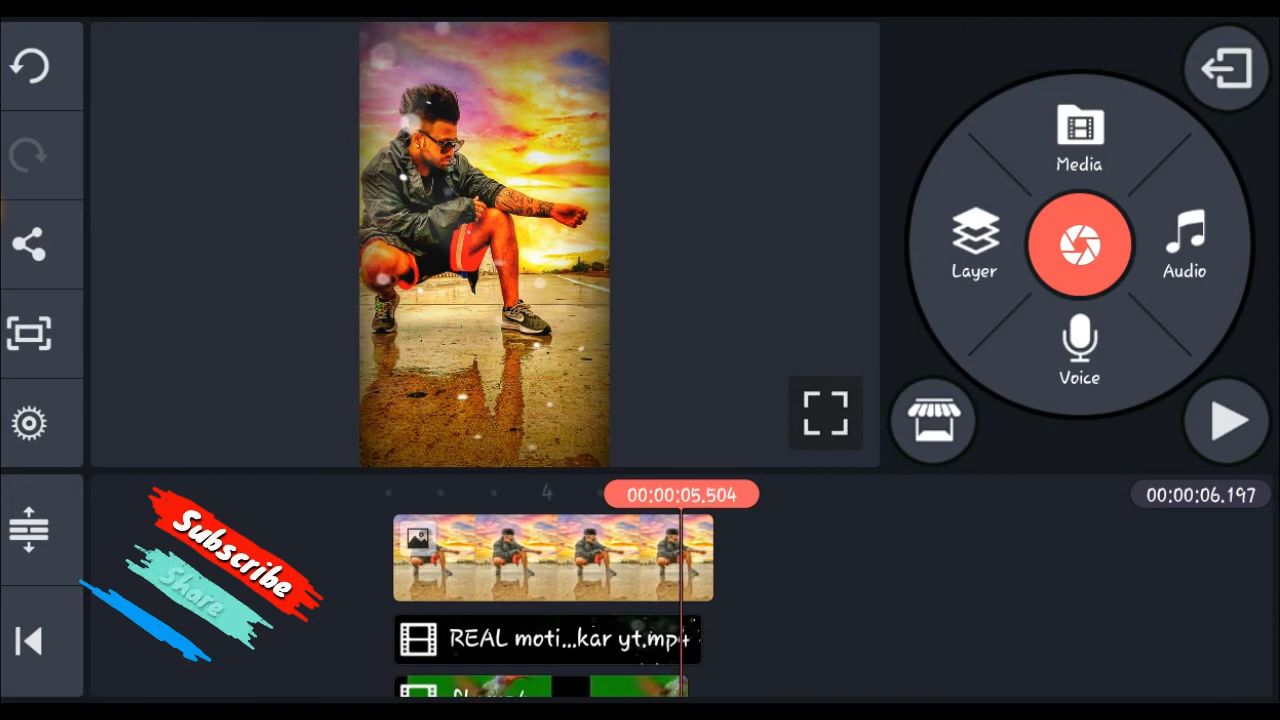 Media
Layer
Audio
Voice
4
00:00:05.504
00:00:06.197
Subscribe
Share
REAL moti...kar yt.mp4